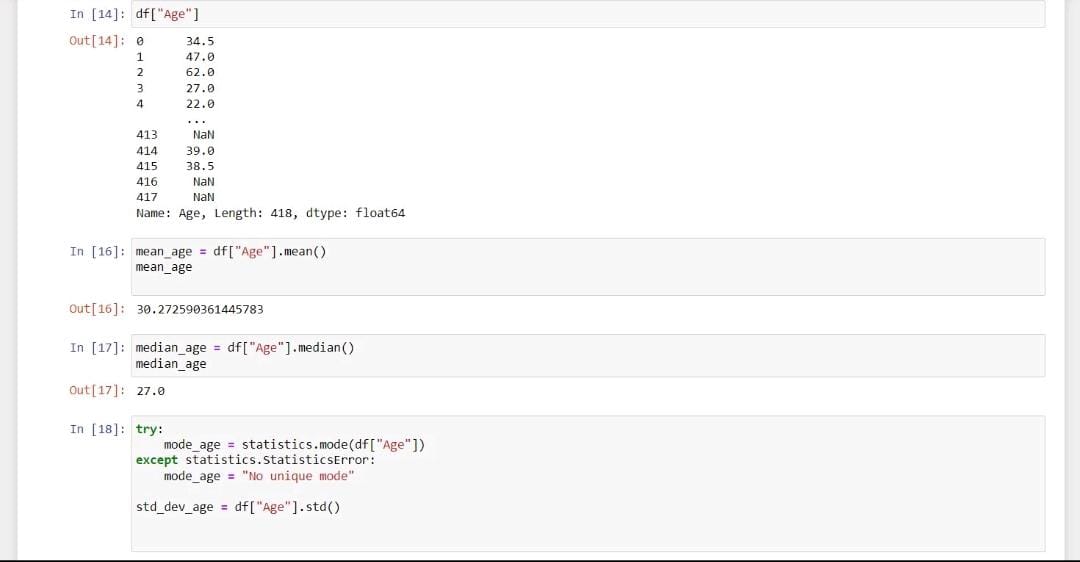 In [14]: df["Age"]
Out[14]: 0 34.5
1 47.0
2 62.0
3 27.0
4 22.0
...
413 NaN
414 39.0
415 38.5
416 NaN
417 NaN
Name: Age, Length: 418, dtype: float64
In [16]: mean_age = df["Age"].mean()
mean_age
Out[16]: 30.272590361445783
In [17]: median_age = df["Age"].median()
median_age
Out[17]: 27.0
In [18]: try:
mode_age = statistics.mode(df["Age"])
except statistics.StatisticsError:
mode_age = "No unique mode"
std_dev_age = df["Age"].std()